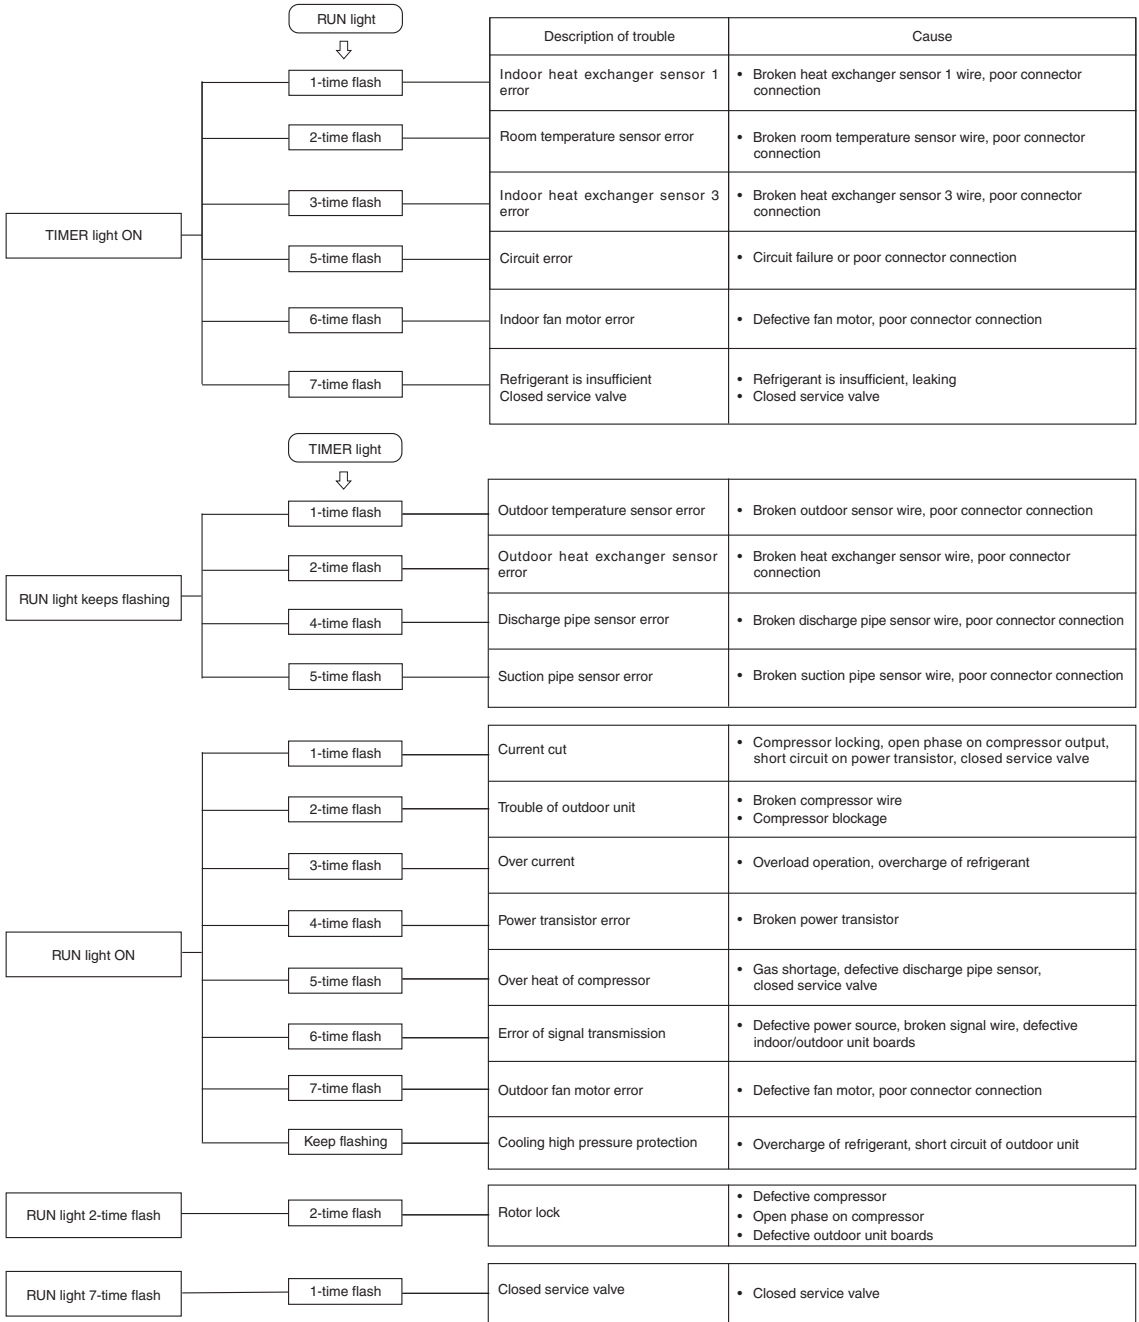 RUN light
Description of trouble
Cause
TIMER light ON
1-time flash
Indoor heat exchanger sensor 1
error
• Broken heat exchanger sensor 1 wire, poor connector
connection
2-time flash
Room temperature sensor error
• Broken room temperature sensor wire, poor connector
connection
3-time flash
Indoor heat exchanger sensor 3
error
• Broken heat exchanger sensor 3 wire, poor connector
connection
5-time flash
Circuit error
• Circuit failure or poor connector connection
6-time flash
Indoor fan motor error
• Defective fan motor, poor connector connection
7-time flash
Refrigerant is insufficient
Closed service valve
• Refrigerant is insufficient, leaking
• Closed service valve
TIMER light
RUN light keeps flashing
1-time flash
Outdoor temperature sensor error
• Broken outdoor sensor wire, poor connector connection
2-time flash
Outdoor heat exchanger sensor
error
• Broken heat exchanger sensor wire, poor connector
connection
4-time flash
Discharge pipe sensor error
• Broken discharge pipe sensor wire, poor connector connection
5-time flash
Suction pipe sensor error
• Broken suction pipe sensor wire, poor connector connection
RUN light ON
1-time flash
Current cut
• Compressor locking, open phase on compressor output,
short circuit on power transistor, closed service valve
2-time flash
Trouble of outdoor unit
• Broken compressor wire
• Compressor blockage
3-time flash
Over current
• Overload operation, overcharge of refrigerant
4-time flash
Power transistor error
• Broken power transistor
5-time flash
Over heat of compressor
• Gas shortage, defective discharge pipe sensor,
closed service valve
6-time flash
Error of signal transmission
• Defective power source, broken signal wire, defective
indoor/outdoor unit boards
7-time flash
Outdoor fan motor error
• Defective fan motor, poor connector connection
Keep flashing
Cooling high pressure protection
• Overcharge of refrigerant, short circuit of outdoor unit
RUN light 2-time flash
2-time flash
Rotor lock
• Defective compressor
• Open phase on compressor
• Defective outdoor unit boards
RUN light 7-time flash
1-time flash
Closed service valve
• Closed service valve